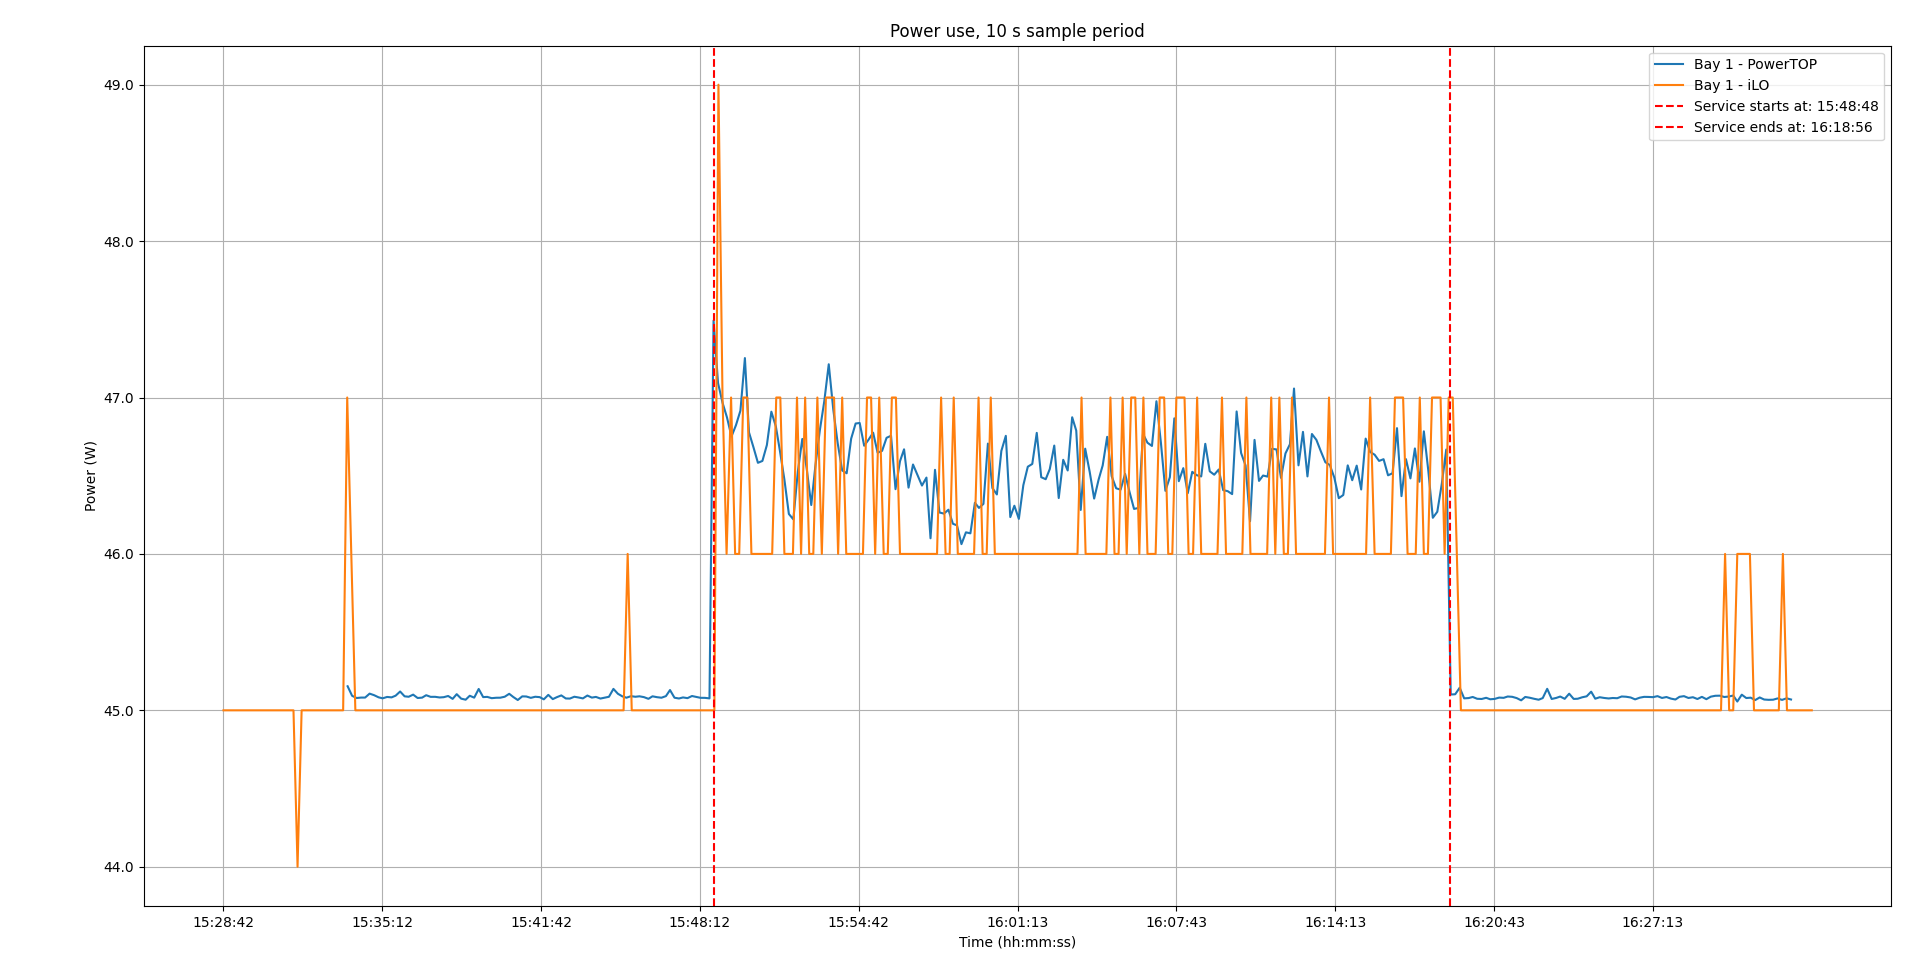 Power use, 10 s sample period
Bay 1 - PowerTOP
Bay 1 - iLO
Service starts at: 15:48:48
Service ends at: 16:18:56
49.0
48.0
47.0
46.0
45.0
44.0
Power (W)
15:28:42 15:35:12 15:41:42 15:48:12 15:54:42 16:01:13 16:07:43 16:14:13 16:20:43 16:27:13
Time (hh:mm:ss)